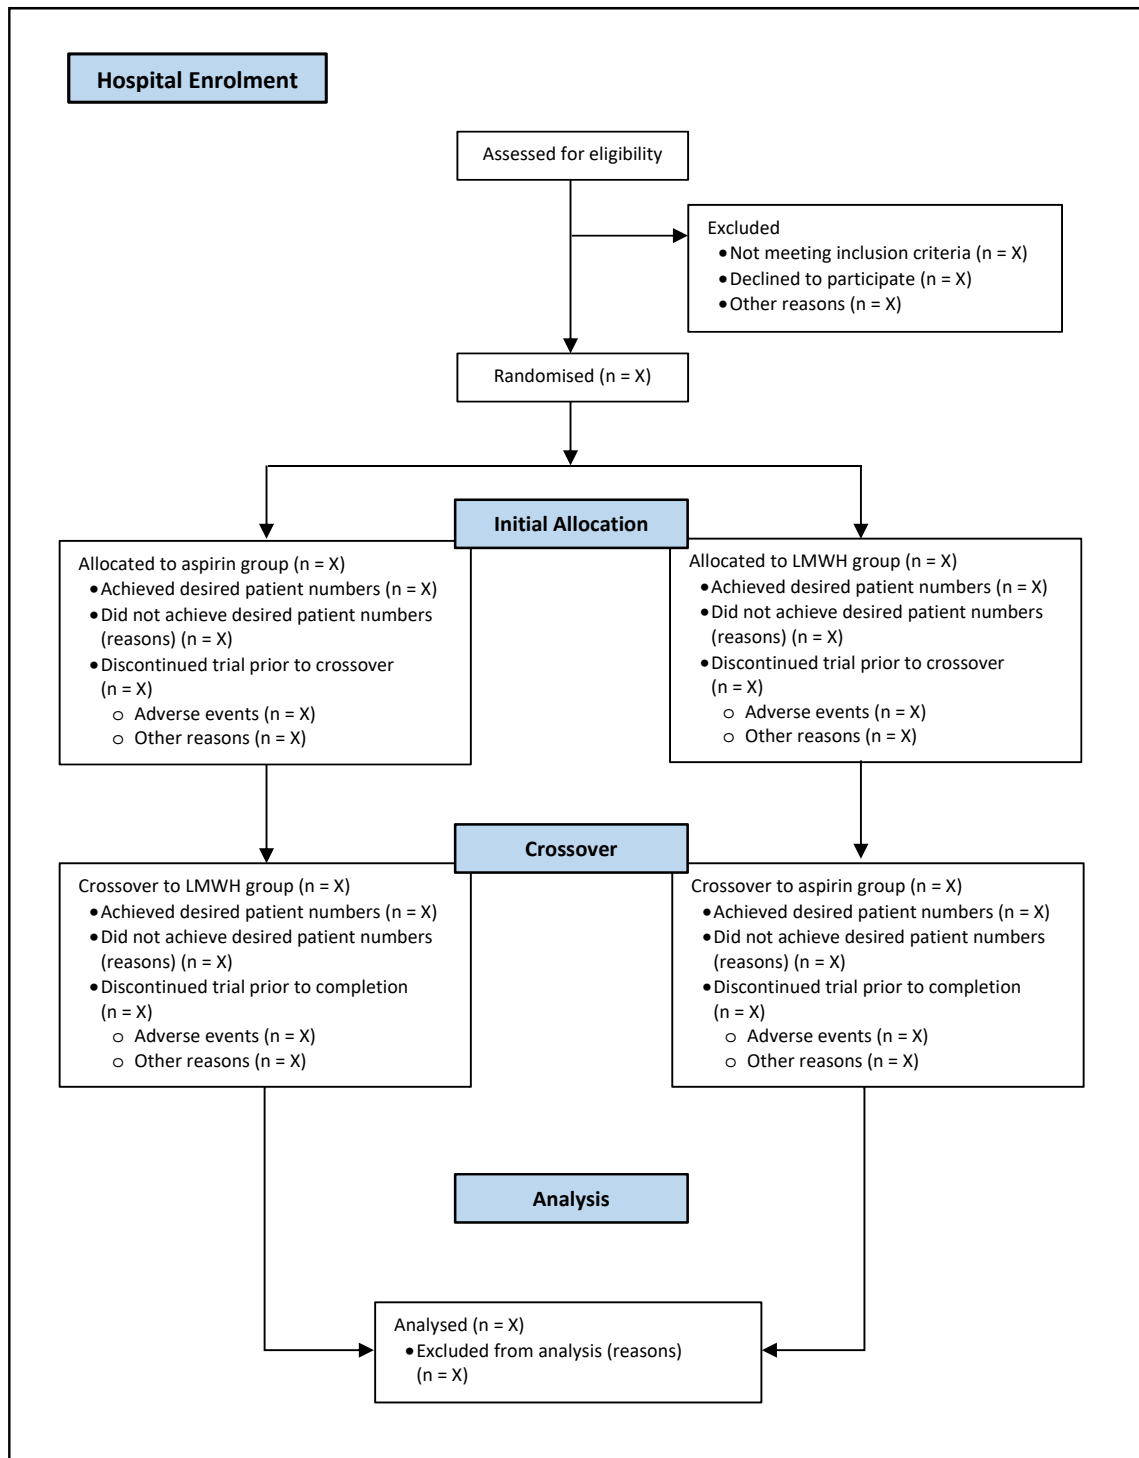 Hospital Enrolment
Assessed for eligibility
Excluded
•Not meeting inclusion criteria (n = X)
•Declined to participate (n = X)
•Other reasons (n = X)
Randomised (n = X)
Initial Allocation
Allocated to aspirin group (n = X)
•Achieved desired patient numbers (n = X)
•Did not achieve desired patient numbers
(reasons) (n = X)
•Discontinued trial prior to crossover
(n = X)
o Adverse events (n = X)
o Other reasons (n = X)
Allocated to LMWH group (n = X)
•Achieved desired patient numbers (n = X)
•Did not achieve desired patient numbers
(reasons) (n = X)
•Discontinued trial prior to crossover
(n = X)
o Adverse events (n = X)
o Other reasons (n = X)
Crossover
Crossover to LMWH group (n = X)
•Achieved desired patient numbers (n = X)
•Did not achieve desired patient numbers
(reasons) (n = X)
•Discontinued trial prior to completion
(n = X)
o Adverse events (n = X)
o Other reasons (n = X)
Crossover to aspirin group (n = X)
•Achieved desired patient numbers (n = X)
•Did not achieve desired patient numbers
(reasons) (n = X)
•Discontinued trial prior to completion
(n = X)
o Adverse events (n = X)
o Other reasons (n = X)
Analysis
Analysed (n = X)
•Excluded from analysis (reasons)
(n = X)